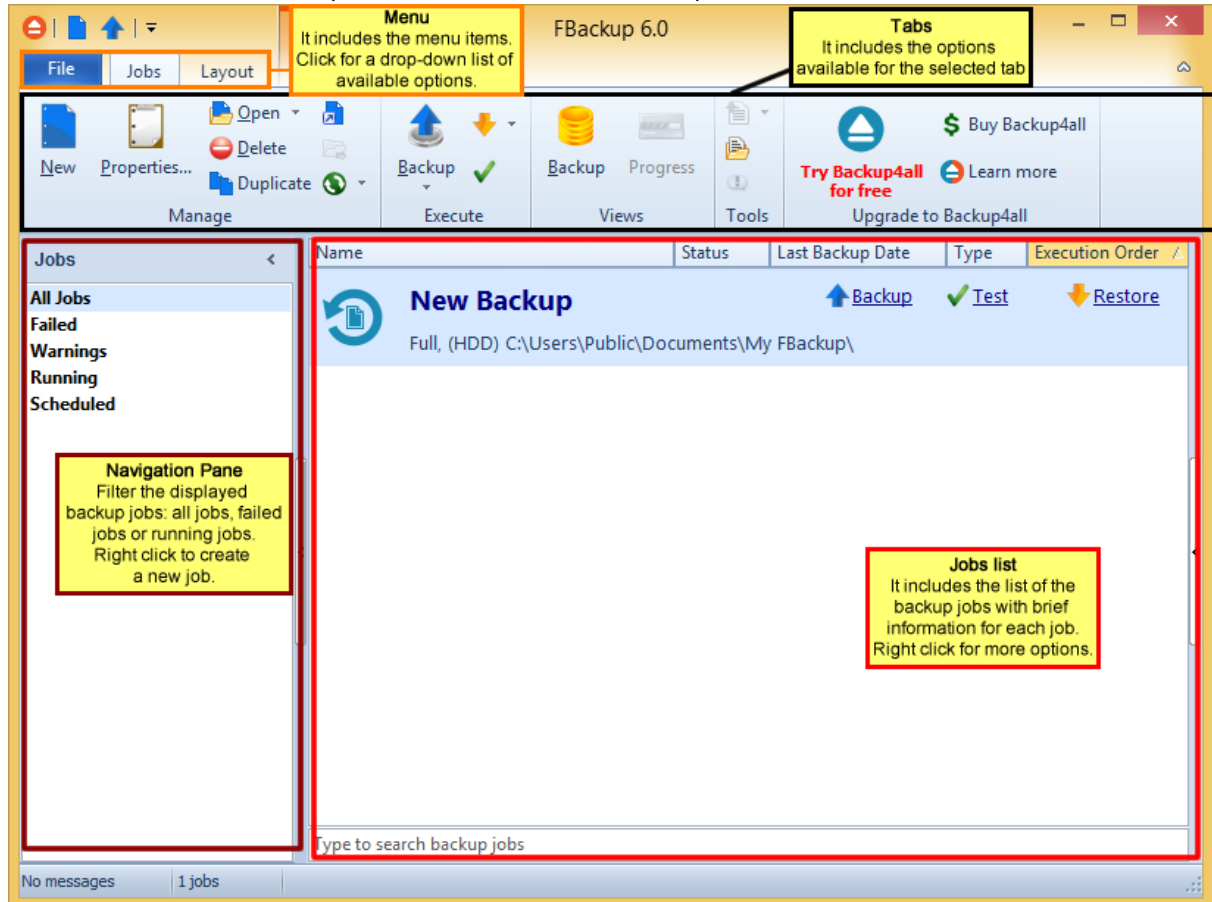 FBackup 6.0
Menu
It includes the menu items.
Click for a drop-down list of
available options.
Tabs
It includes the options
available for the selected tab
File
Jobs
Layout
New
Properties...
Open
Delete
Duplicate
Manage
Backup
Execute
Backup
Progress
Views
Tools
Try Backup4all
for free
$ Buy Backup4all
Learn more
Upgrade to Backup4all
Jobs
All Jobs
Failed
Warnings
Running
Scheduled
Navigation Pane
Filter the displayed
backup jobs: all jobs, failed
jobs or running jobs.
Right click to create
a new job.
Name
Status
Last Backup Date
Type
Execution Order
New Backup
Backup
Test
Restore
Full, (HDD) C:\Users\Public\Documents\My FBackup\
Jobs list
It includes the list of the
backup jobs with brief
information for each job.
Right click for more options.
Type to search backup jobs
No messages
1 jobs